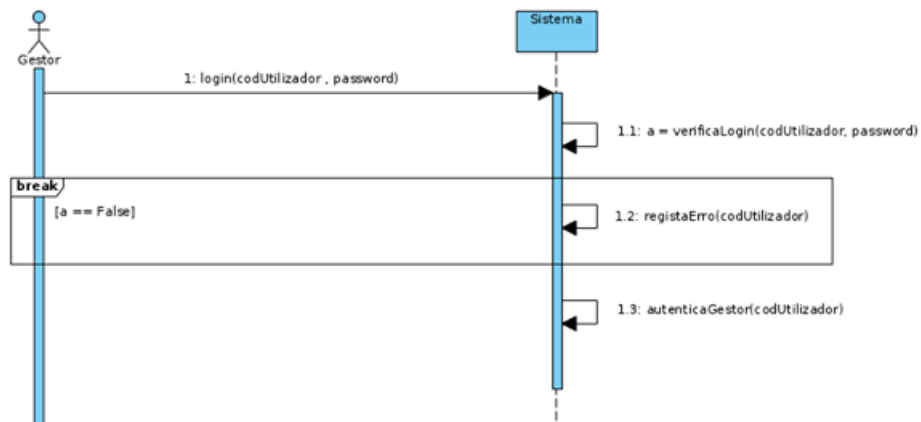 Sistema
Gestor
1: login(codUtilizador , password)
1.1: a = verificaLogin(codUtilizador, password)
break
[a == False]
1.2: registaErro(codUtilizador)
1.3: autenticaGestor(codUtilizador)